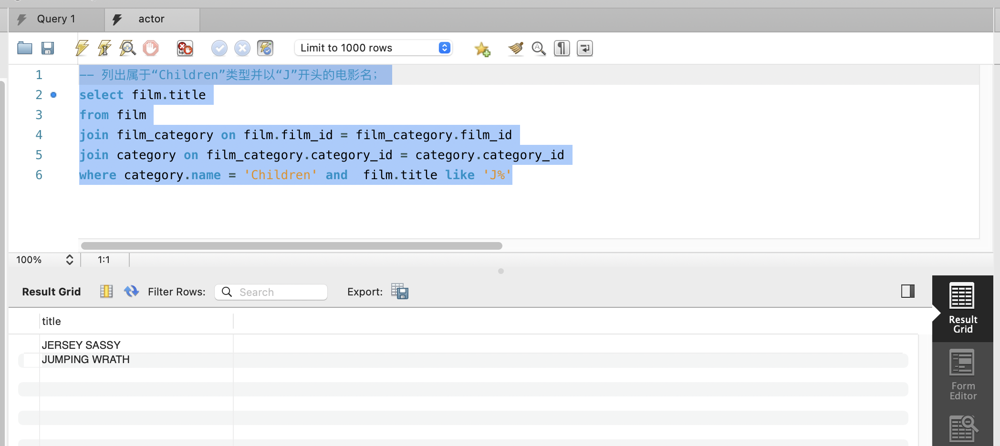 Query 1
actor
Limit to 1000 rows
1 -- 列出属于“Children”类型并以“J”开头的电影名;
2 select film.title
3 from film
4 join film_category on film.film_id = film_category.film_id
5 join category on film_category.category_id = category.category_id
6 where category.name = 'Children' and  film.title like 'J%'
100%
1:1
Result Grid
Filter Rows:
Search
Export:
title
JERSEY SASSY
JUMPING WRATH
Result
Grid
Form
Editor